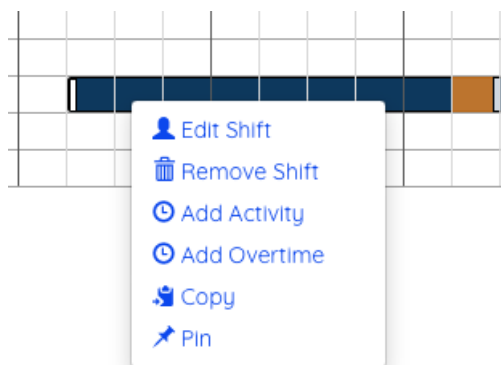 Edit Shift
Remove Shift
Add Activity
Add Overtime
Copy
Pin